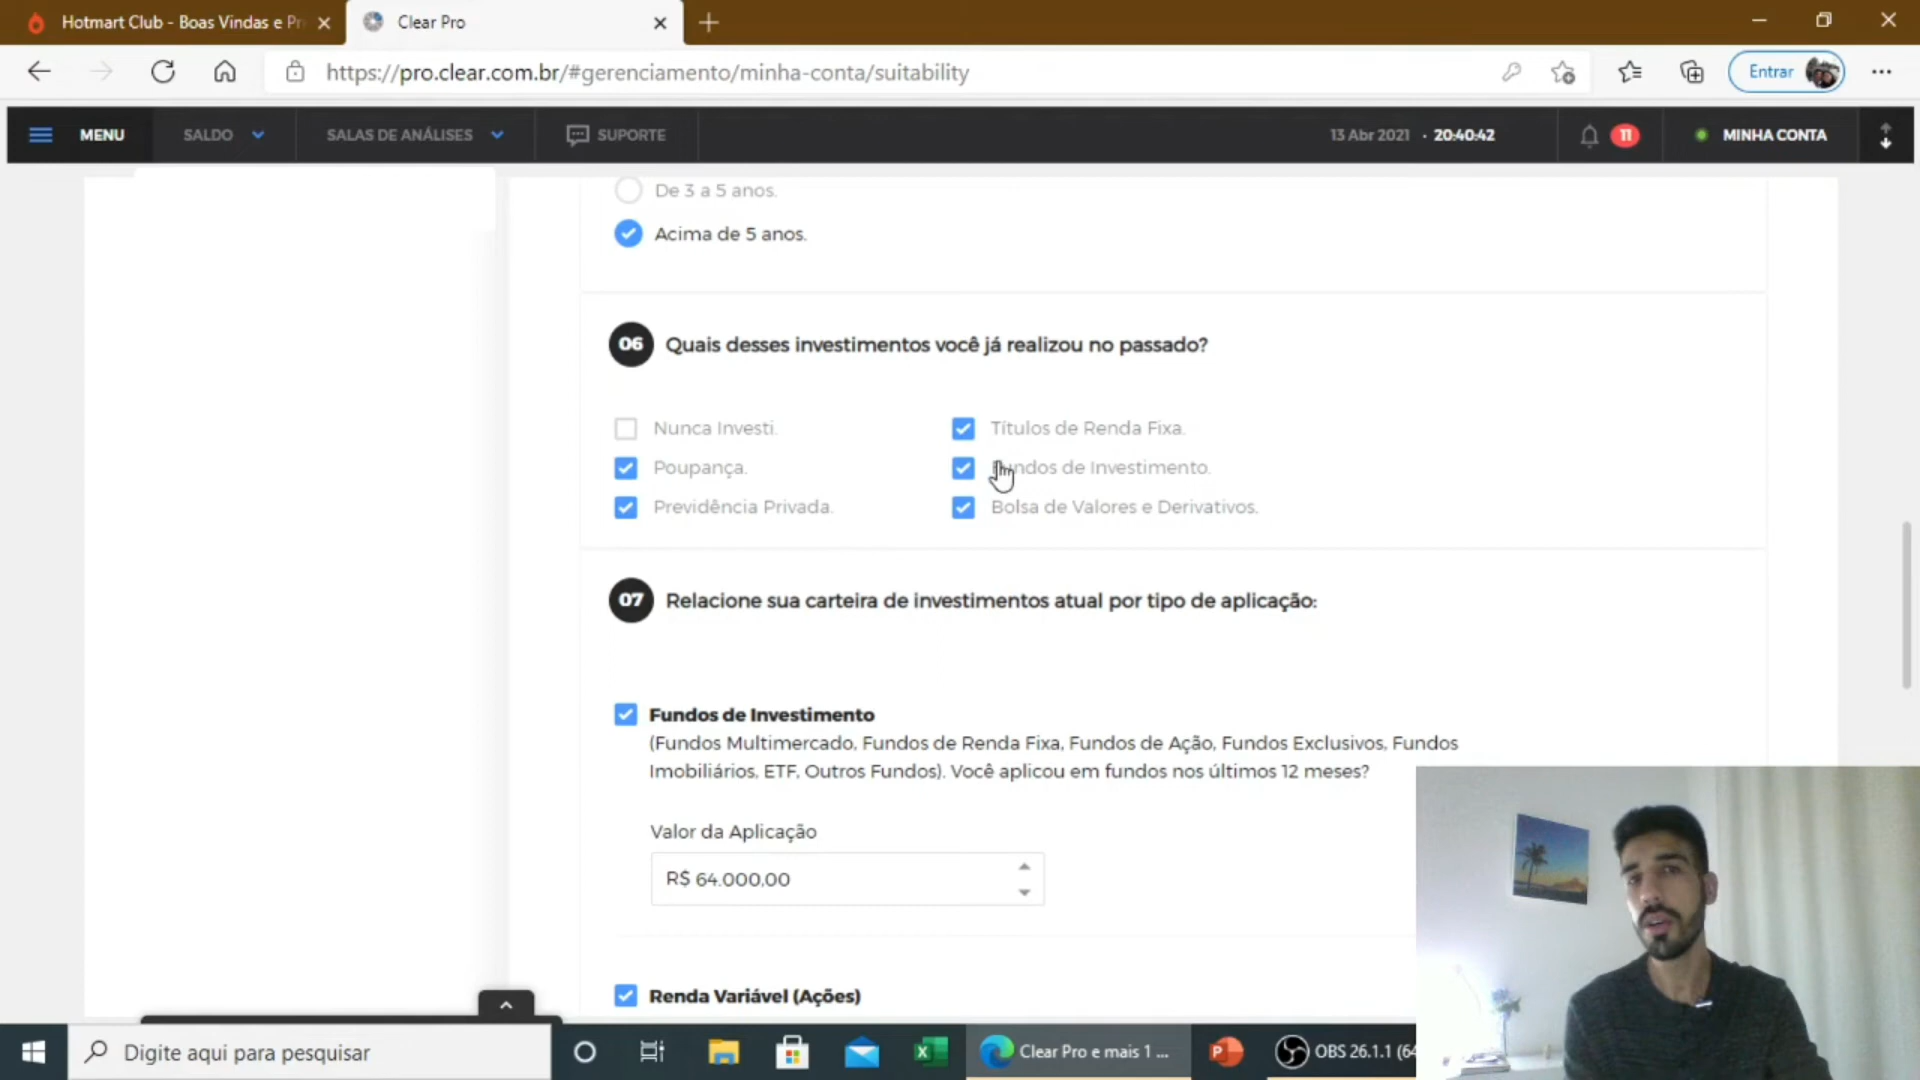 Hotmart Club - Boas Vindas e Pr
Clear Pro
https://pro.clear.com.br/#gerenciamento/minha-conta/suitability
Entrar
MENU
SALDO
SALAS DE ANÁLISES
SUPORTE
13 Abr 2021 · 20:40:42
11
MINHA CONTA
De 3 a 5 anos.
Acima de 5 anos.
06 Quais desses investimentos você já realizou no passado?
Nunca Investi.
Títulos de Renda Fixa.
Poupança.
Fundos de Investimento.
Previdência Privada.
Bolsa de Valores e Derivativos.
07 Relacione sua carteira de investimentos atual por tipo de aplicação:
Fundos de Investimento
(Fundos Multimercado, Fundos de Renda Fixa, Fundos de Ação, Fundos Exclusivos, Fundos
Imobiliários, ETF, Outros Fundos). Você aplicou em fundos nos últimos 12 meses?
Valor da Aplicação
R$ 64.000,00
Renda Variável (Ações)
Digite aqui para pesquisar
Clear Pro e mais 1 ...
OBS 26.1.1 (64